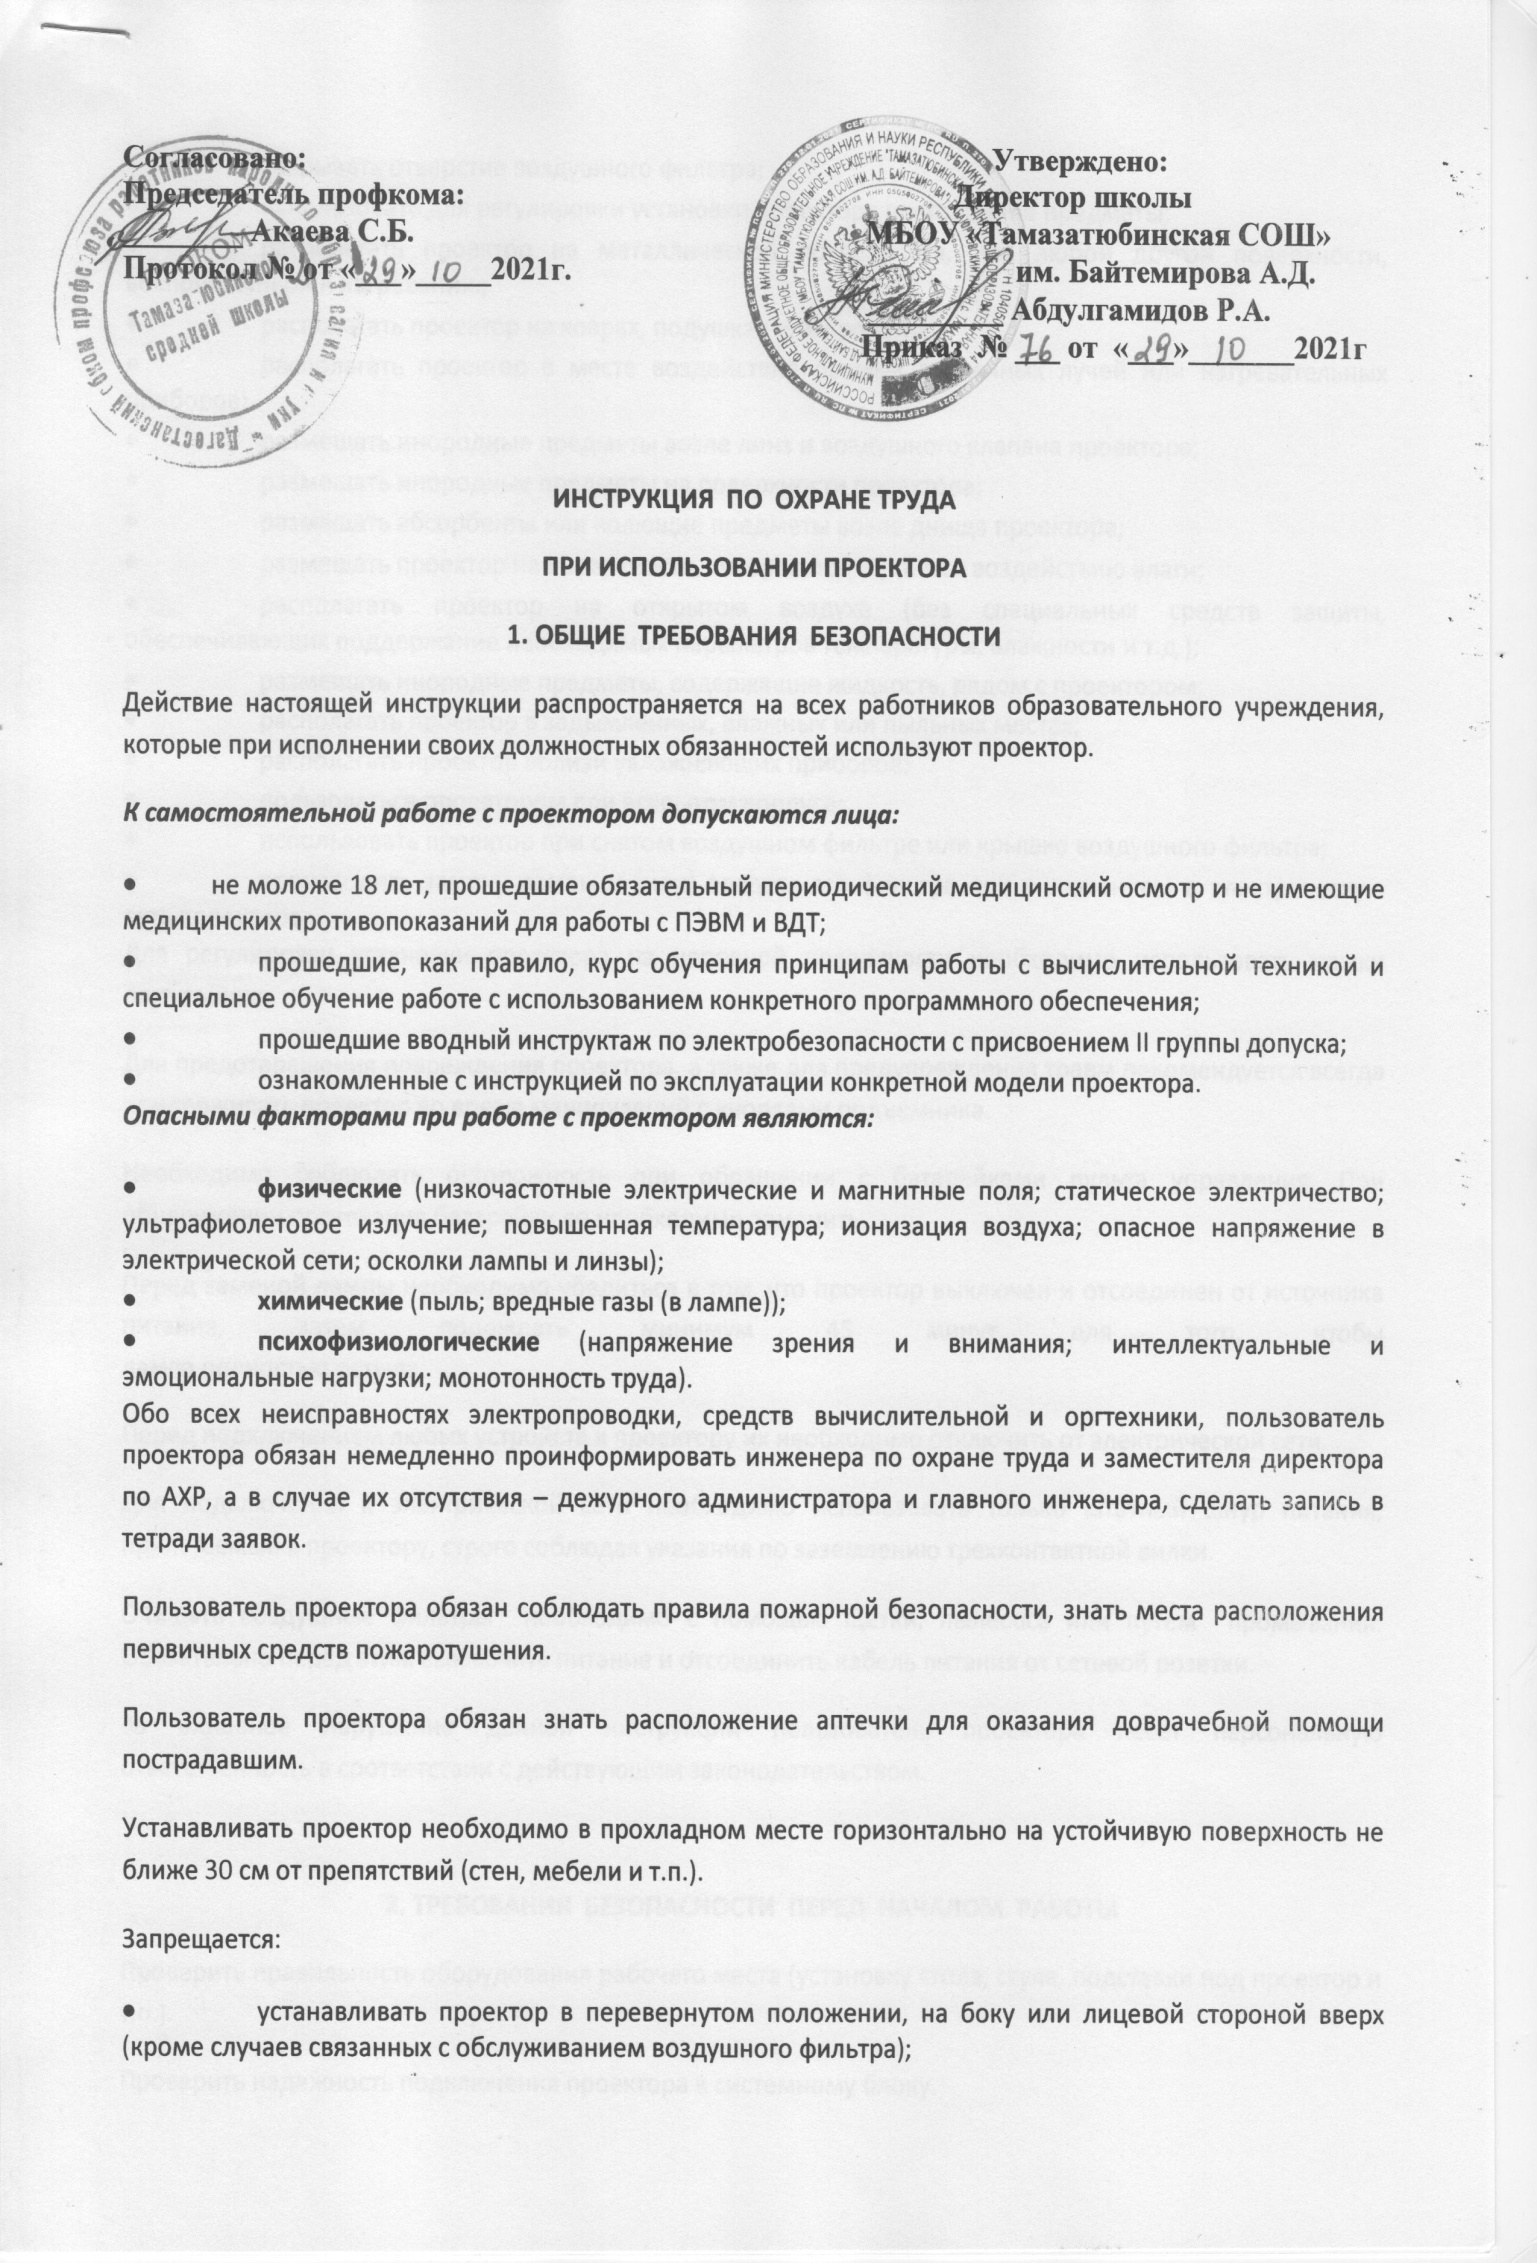 Согласовано:
Председатель профкома:
Акаева С.Б.
Протокол № от «29» 10 2021г.
профком
Тамазатюбинской
средней школы
Утверждено:
Директор школы
МБОУ «Тамазатюбинская СОШ»
им. Байтемирова А.Д.
Абдулгамидов Р.А.
Приказ № 76 от «29» 10 2021г
ИНСТРУКЦИЯ ПО ОХРАНЕ ТРУДА
ПРИ ИСПОЛЬЗОВАНИИ ПРОЕКТОРА
1. ОБЩИЕ ТРЕБОВАНИЯ БЕЗОПАСНОСТИ
Действие настоящей инструкции распространяется на всех работников образовательного учреждения,
которые при исполнении своих должностных обязанностей используют проектор.
К самостоятельной работе с проектором допускаются лица:
● не моложе 18 лет, прошедшие обязательный периодический медицинский осмотр и не имеющие
медицинских противопоказаний для работы с ПЭВМ и ВДТ;
● прошедшие, как правило, курс обучения принципам работы с вычислительной техникой и
специальное обучение работе с использованием конкретного программного обеспечения;
● прошедшие вводный инструктаж по электробезопасности с присвоением II группы допуска;
● ознакомленные с инструкцией по эксплуатации конкретной модели проектора.
Опасными факторами при работе с проектором являются:
● физические (низкочастотные электрические и магнитные поля; статическое электричество;
ультрафиолетовое излучение; повышенная температура; ионизация воздуха; опасное напряжение в
электрической сети; осколки лампы и линзы);
● химические (пыль; вредные газы (в лампе));
● психофизиологические (напряжение зрения и внимания; интеллектуальные и
эмоциональные нагрузки; монотонность труда).
Обо всех неисправностях электропроводки, средств вычислительной и оргтехники, пользователь
проектора обязан немедленно проинформировать инженера по охране труда и заместителя директора
по АХР, а в случае их отсутствия – дежурного администратора и главного инженера, сделать запись в
тетради заявок.
Пользователь проектора обязан соблюдать правила пожарной безопасности, знать места расположения
первичных средств пожаротушения.
Пользователь проектора обязан знать расположение аптечки для оказания доврачебной помощи
пострадавшим.
Устанавливать проектор необходимо в прохладном месте горизонтально на устойчивую поверхность не
ближе 30 см от препятствий (стен, мебели и т.п.).
Запрещается:
● устанавливать проектор в перевернутом положении, на боку или лицевой стороной вверх
(кроме случаев связанных с обслуживанием воздушного фильтра);